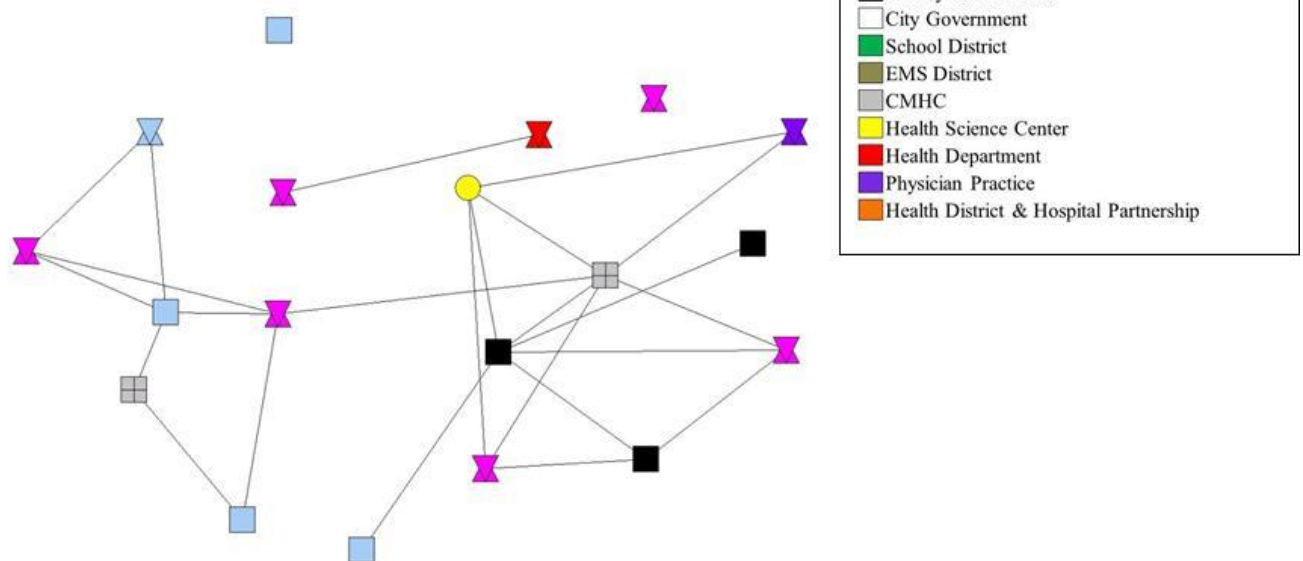 City Government
School District
EMS District
CMHC
Health Science Center
Health Department
Physician Practice
Health District & Hospital Partnership